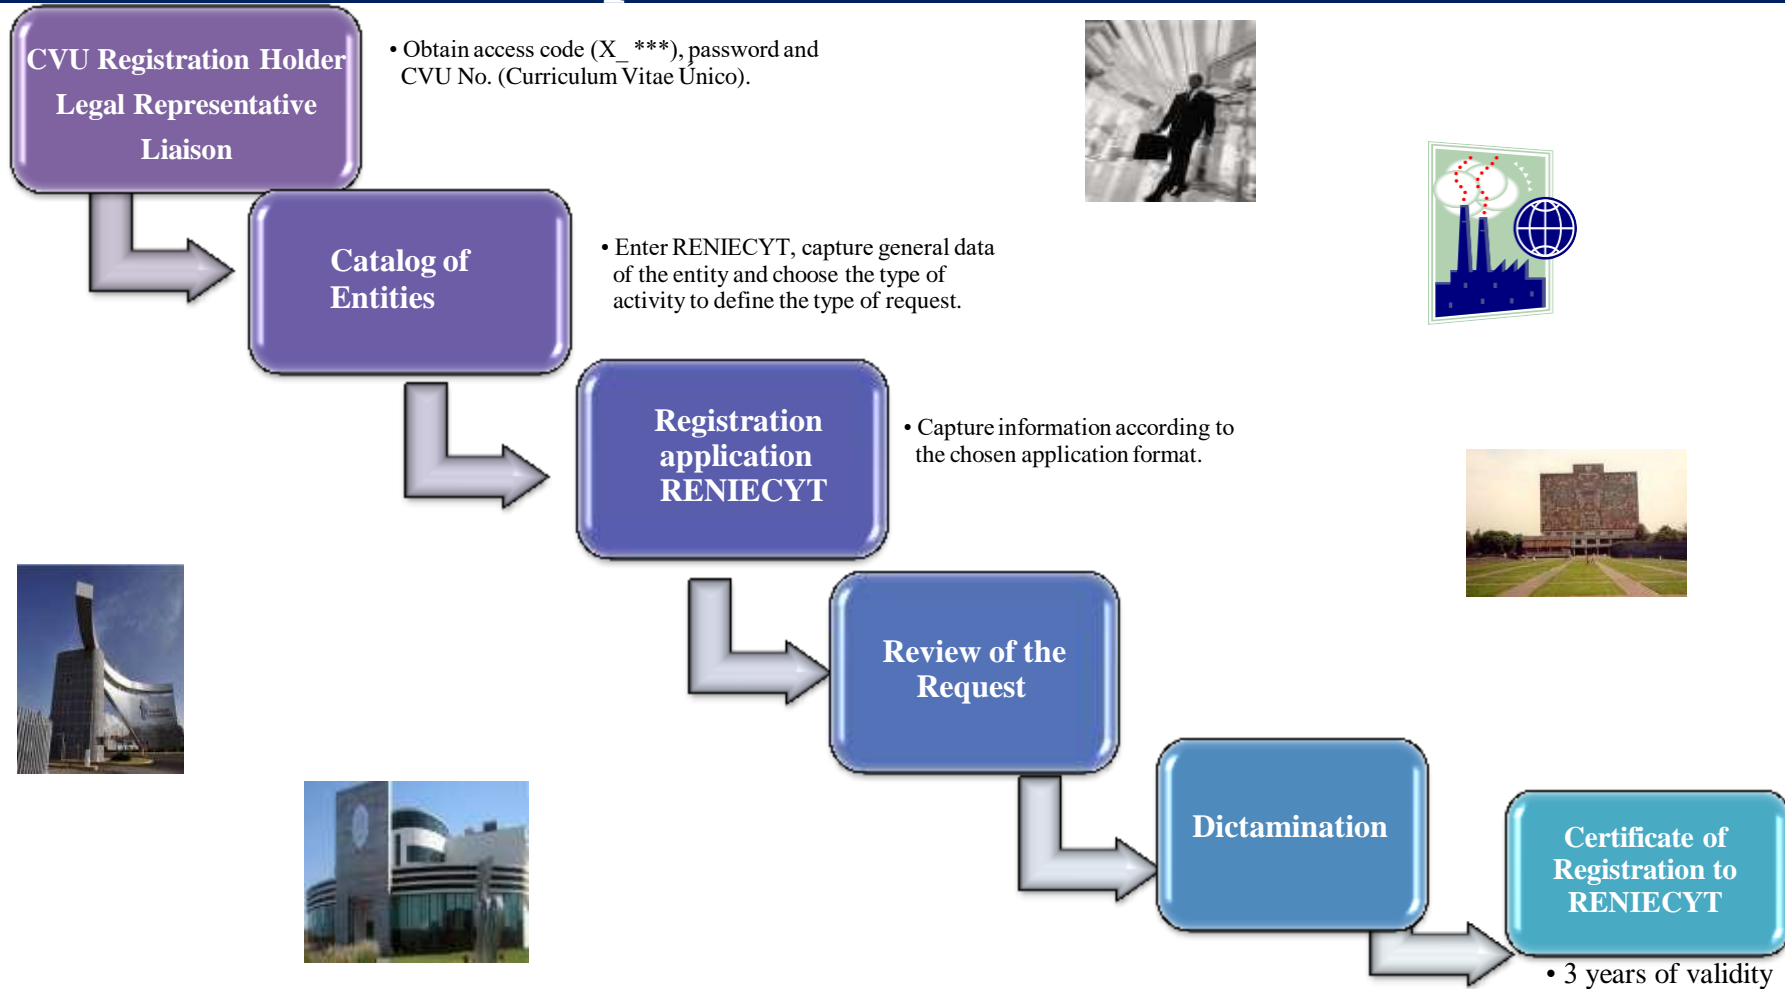 CVU Registration Holder
Legal Representative
Liaison
• Obtain access code (X_ ***), password and
CVU No. (Curriculum Vitae Único).
Catalog of
Entities
• Enter RENIECYT, capture general data
of the entity and choose the type of
activity to define the type of request.
Registration
application
RENIECYT
• Capture information according to
the chosen application format.
Review of the
Request
Dictamination
Certificate of
Registration to
RENIECYT
• 3 years of validity